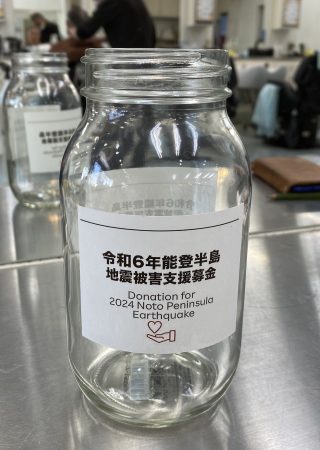 令和6年能登半島
地震被害支援募金
Donation for
2024 Noto Peninsula
Earthquake